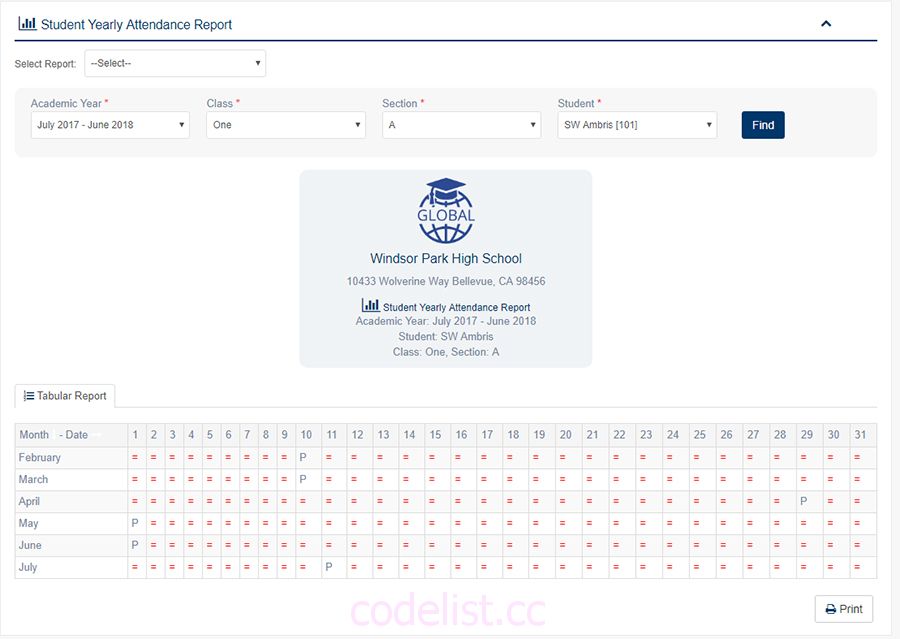 Student Yearly Attendance Report
Select Report: --Select--
Academic Year * Class * Section * Student *
July 2017 - June 2018 One A SW Ambris [101] Find
GLOBAL
Windsor Park High School
10433 Wolverine Way Bellevue, CA 98456
Student Yearly Attendance Report
Academic Year: July 2017 - June 2018
Student: SW Ambris
Class: One, Section: A
Tabular Report
Month - Date 1 2 3 4 5 6 7 8 9 10 11 12 13 14 15 16 17 18 19 20 21 22 23 24 25 26 27 28 29 30 31
February = = = = = = = = = P = = = = = = = = = = = = = = = = = = = = =
March = = = = = = = = = P = = = = = = = = = = = = = = = = = = = = =
April = = = = = = = = = = = = = = = = = = = = = = = = = = = = P = =
May P = = = = = = = = = = = = = = = = = = = = = = = = = = = = = =
June P = = = = = = = = = = = = = = = = = = = = = = = = = = = = = =
July = = = = = = = = = = P = = = = = = = = = = = = = = = = = = = =
codelist.cc
Print